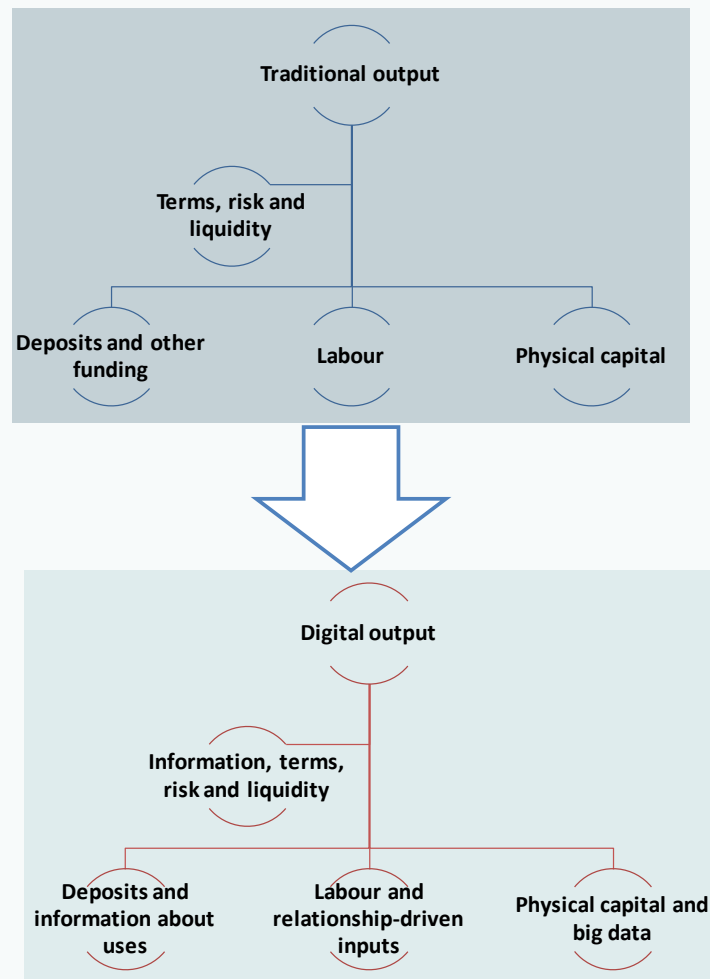 Traditional output
Terms, risk and
liquidity
Deposits and other
funding
Labour
Physical capital
Digital output
Information, terms,
risk and liquidity
Deposits and
information about
uses
Labour and
relationship-driven
inputs
Physical capital and
big data